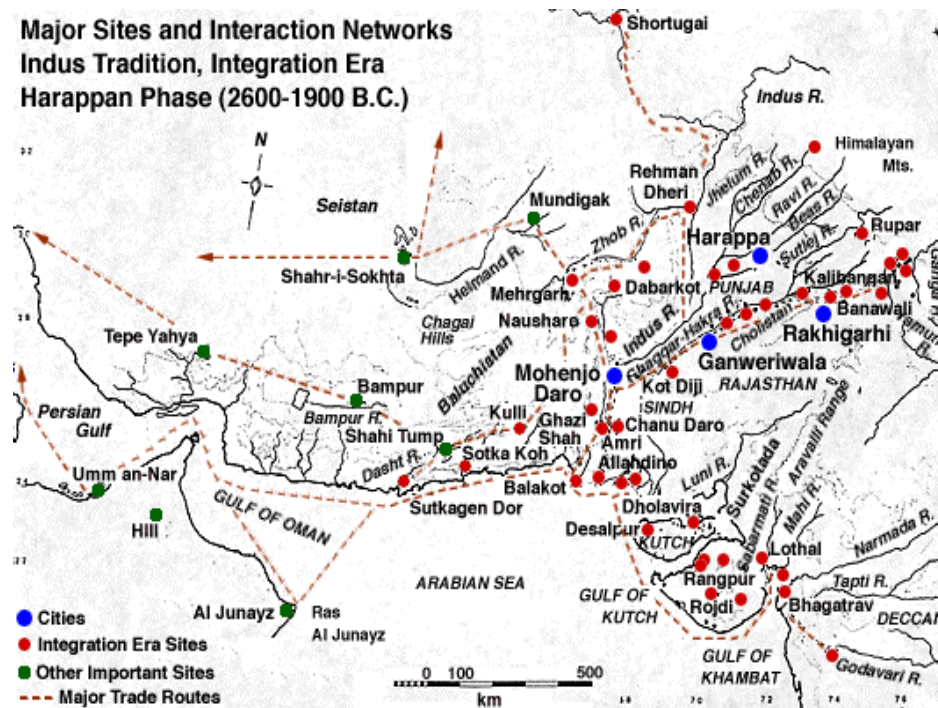 Major Sites and Interaction Networks
Indus Tradition, Integration Era
Harappan Phase (2600-1900 B.C.)
Shortugai
Indus R.
Himalayan
Mts.
N
Seistan
Mundigak
Rehman
Dheri
Jhelum R.
Chenab R.
Ravi R.
Beas R.
Sutlej R.
Rupar
Harappa
PUNJAB
Zhob R.
Shahr-i-Sokhta
Helmand R.
Mehrgarh
Dabarkot
Kalibangan
Ganga R.
Banawali
Chagai
Hills
Nausharo
Indus R.
Ghaggar-Hakra R.
Cholistan
Rakhigarhi
Ganweriwala
Tepe Yahya
Baluchistan
Mohenjo
Daro
Kot Diji
RAJASTHAN
Bampur
Bampur R.
Kulli
Ghazi
Shah
SINDH
Chanu Daro
Persian
Gulf
Shahi Tump
Dasht R.
Sotka Koh
Amri
Allahdino
Aravalli Range
Umm an-Nar
Balakot
Luni R.
Surkotada
Sutkagen Dor
GULF OF OMAN
Hili
Dholavira
Desalpur
KUTCH
Sabarmati R.
Mahi R.
Lothal
Narmada R.
ARABIAN SEA
Rangpur
Tapti R.
GULF OF
KUTCH
Rojdi
Bhagatrav
DECCAN
Al Junayz
Ras
Al Junayz
GULF OF
KHAMBAT
Godavari R.
Cities
Integration Era Sites
Other Important Sites
Major Trade Routes
0 100 500
km